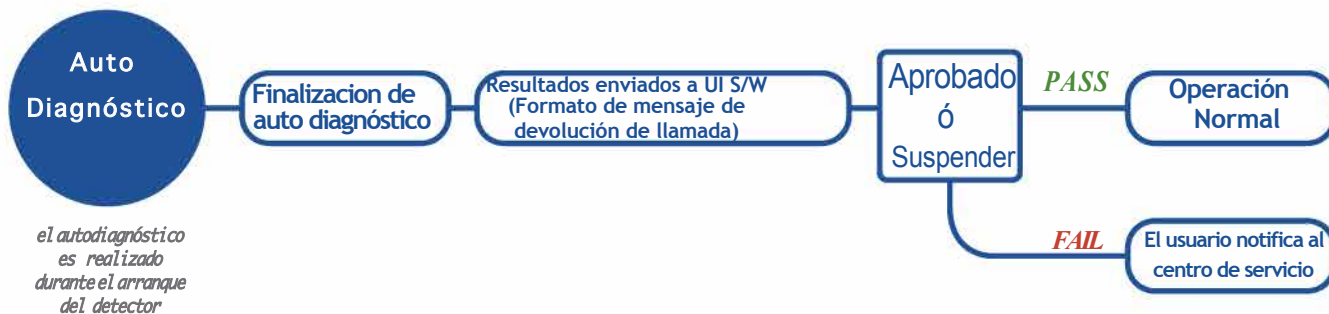 Auto
Diagnóstico
el autodiagnóstico
es realizado
durante el arranque
del detector
Finalizacion de
auto diagnóstico
Resultados enviados a UI S/W
(Formato de mensaje de
devolución de llamada)
Aprobado
ó
Suspender
PASS
Operación
Normal
FAIL
El usuario notifica al
centro de servicio